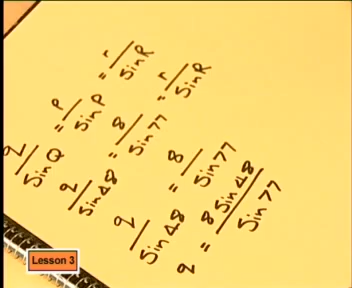 q/Sin Q = P/Sin P = r/Sin R
q/Sin 48 = 8/Sin 77 = r/Sin R
q/Sin 48 = 8/Sin 77
q = 8 Sin 48/Sin 77
Lesson 3